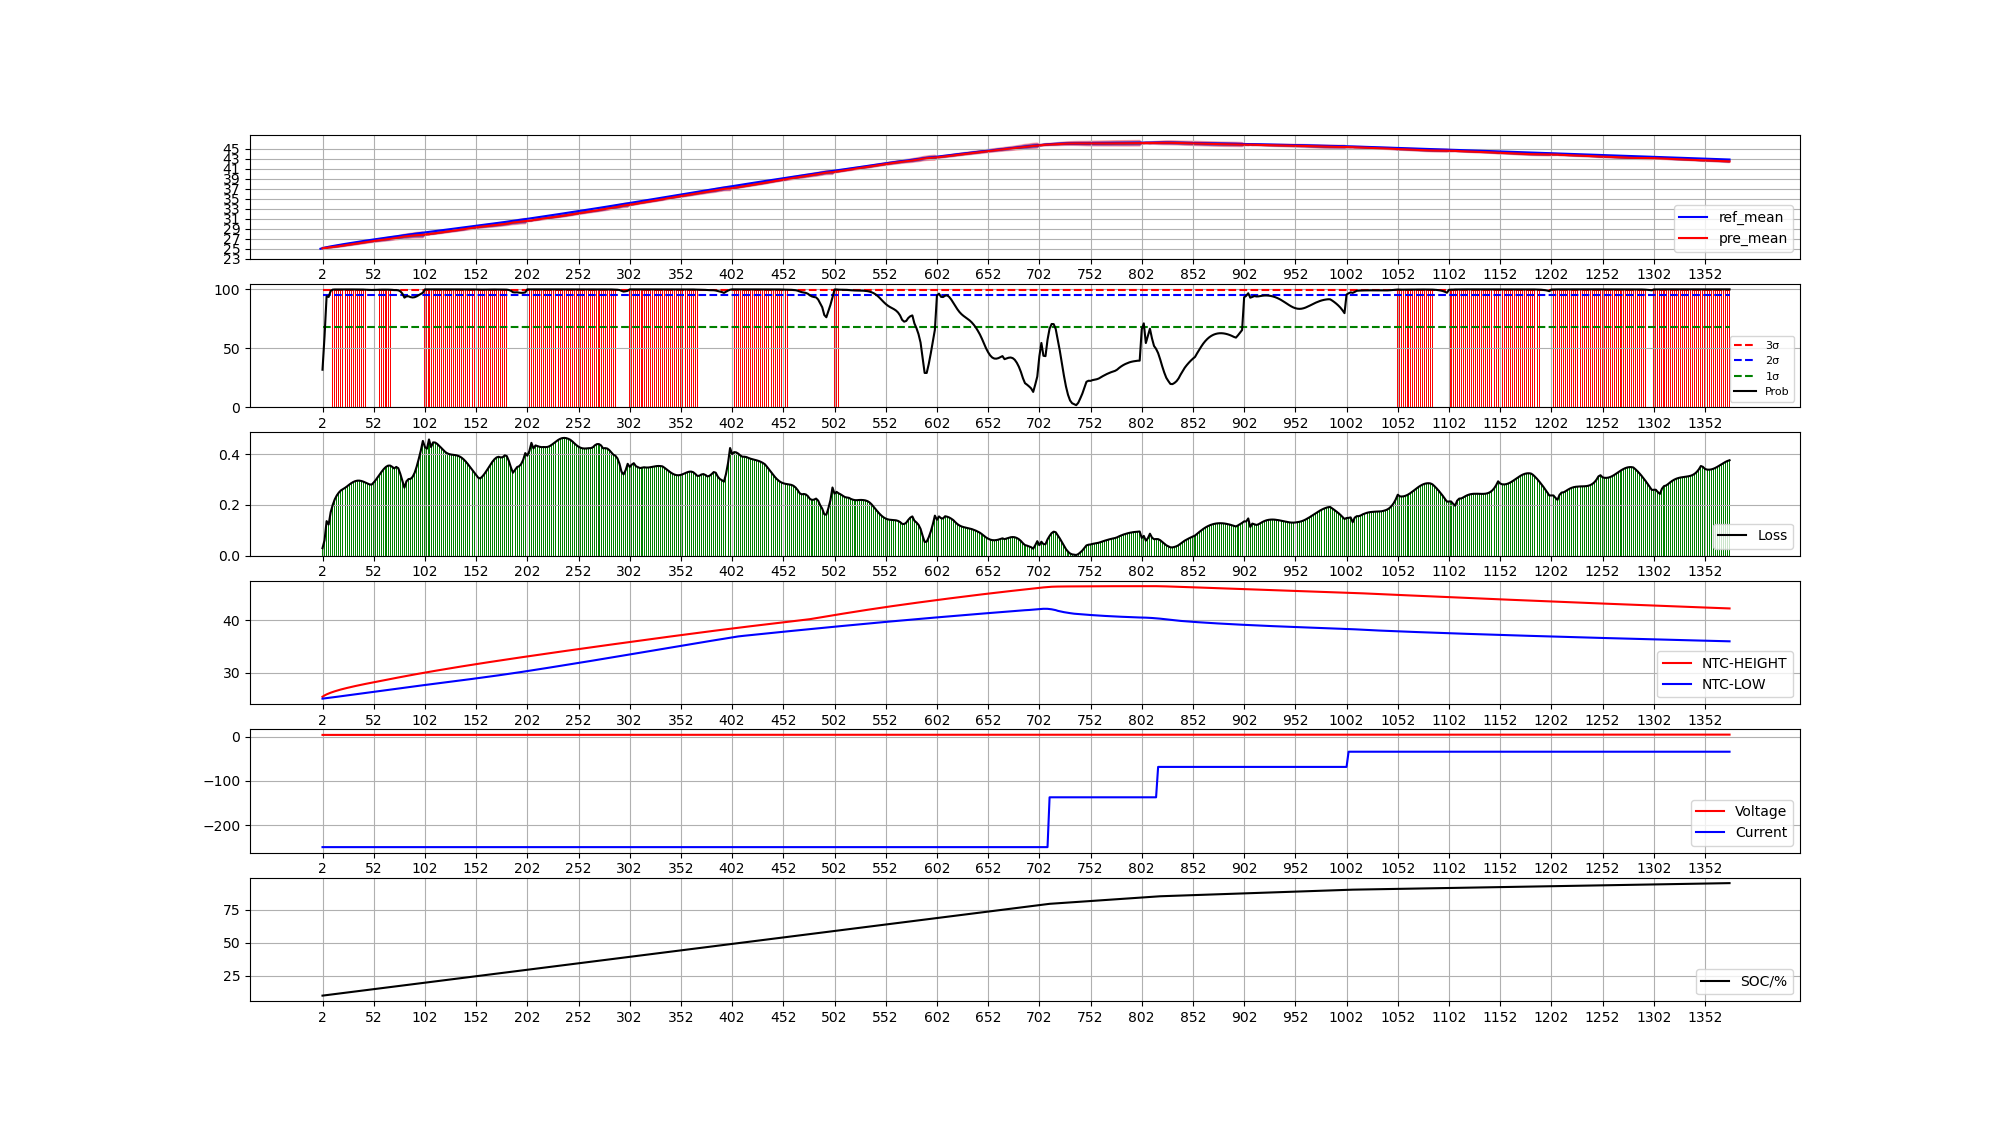 45
43
41
39
37
35
33
31
29
27
25
23
ref_mean
pre_mean
2 52 102 152 202 252 302 352 402 452 502 552 602 652 702 752 802 852 902 952 1002 1052 1102 1152 1202 1252 1302 1352
100
50
0
3σ
2σ
1σ
Prob
2 52 102 152 202 252 302 352 402 452 502 552 602 652 702 752 802 852 902 952 1002 1052 1102 1152 1202 1252 1302 1352
0.4
0.2
0.0
Loss
2 52 102 152 202 252 302 352 402 452 502 552 602 652 702 752 802 852 902 952 1002 1052 1102 1152 1202 1252 1302 1352
40
30
NTC-HEIGHT
NTC-LOW
2 52 102 152 202 252 302 352 402 452 502 552 602 652 702 752 802 852 902 952 1002 1052 1102 1152 1202 1252 1302 1352
0
−100
−200
Voltage
Current
2 52 102 152 202 252 302 352 402 452 502 552 602 652 702 752 802 852 902 952 1002 1052 1102 1152 1202 1252 1302 1352
75
50
25
SOC/%
2 52 102 152 202 252 302 352 402 452 502 552 602 652 702 752 802 852 902 952 1002 1052 1102 1152 1202 1252 1302 1352